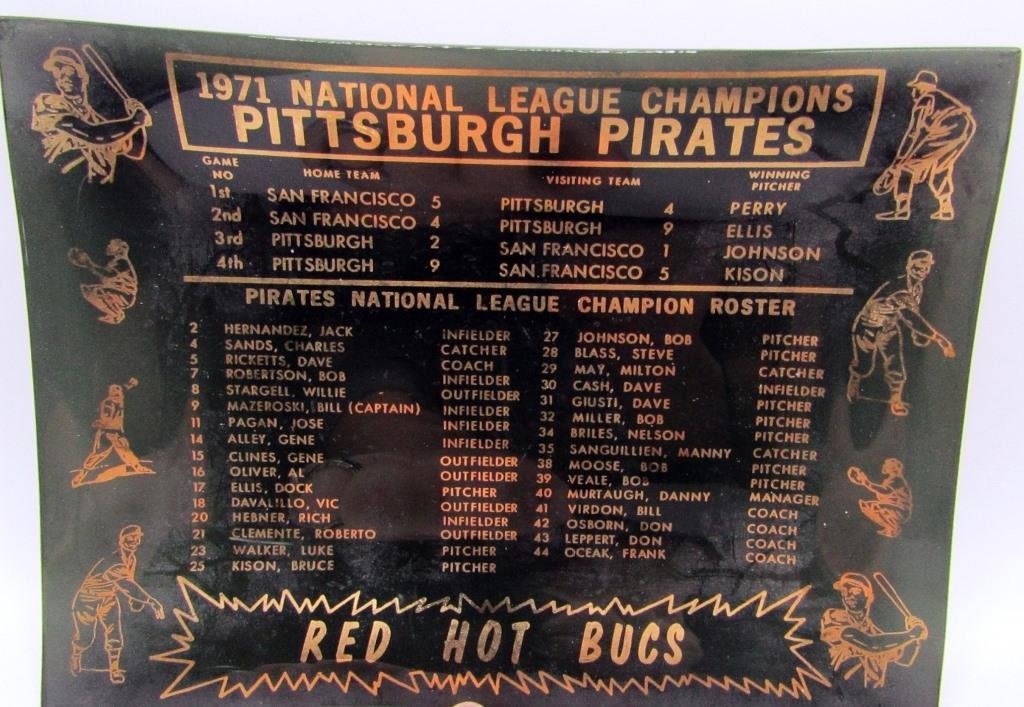 1971 NATIONAL LEAGUE CHAMPIONS
PITTSBURGH PIRATES
GAME NO HOME TEAM VISITING TEAM WINNING PITCHER
1st SAN FRANCISCO 5 PITTSBURGH 4 PERRY
2nd SAN FRANCISCO 4 PITTSBURGH 9 ELLIS
3rd PITTSBURGH 2 SAN FRANCISCO 1 JOHNSON
4th PITTSBURGH 9 SAN FRANCISCO 5 KISON
PIRATES NATIONAL LEAGUE CHAMPION ROSTER
2 HERNANDEZ, JACK INFIELDER
4 SANDS, CHARLES CATCHER
5 RICKETTS, DAVE COACH
7 ROBERTSON, BOB INFIELDER
8 STARGELL, WILLIE OUTFIELDER
9 MAZEROSKI, BILL (CAPTAIN) INFIELDER
11 PAGAN, JOSE INFIELDER
14 ALLEY, GENE INFIELDER
15 CLINES, GENE OUTFIELDER
16 OLIVER, AL OUTFIELDER
17 ELLIS, DOCK PITCHER
18 DAVALILLO, VIC OUTFIELDER
20 HEBNER, RICH INFIELDER
21 CLEMENTE, ROBERTO OUTFIELDER
23 WALKER, LUKE PITCHER
25 KISON, BRUCE PITCHER
27 JOHNSON, BOB PITCHER
28 BLASS, STEVE PITCHER
29 MAY, MILTON CATCHER
30 CASH, DAVE INFIELDER
31 GIUSTI, DAVE PITCHER
32 MILLER, BOB PITCHER
34 BRILES, NELSON PITCHER
35 SANGUILLIEN, MANNY CATCHER
38 MOOSE, BOB PITCHER
39 VEALE, BOB PITCHER
40 MURTAUGH, DANNY MANAGER
41 VIRDON, BILL COACH
42 OSBORN, DON COACH
43 LEPPERT, DON COACH
44 OCEAK, FRANK COACH
RED HOT BUCS